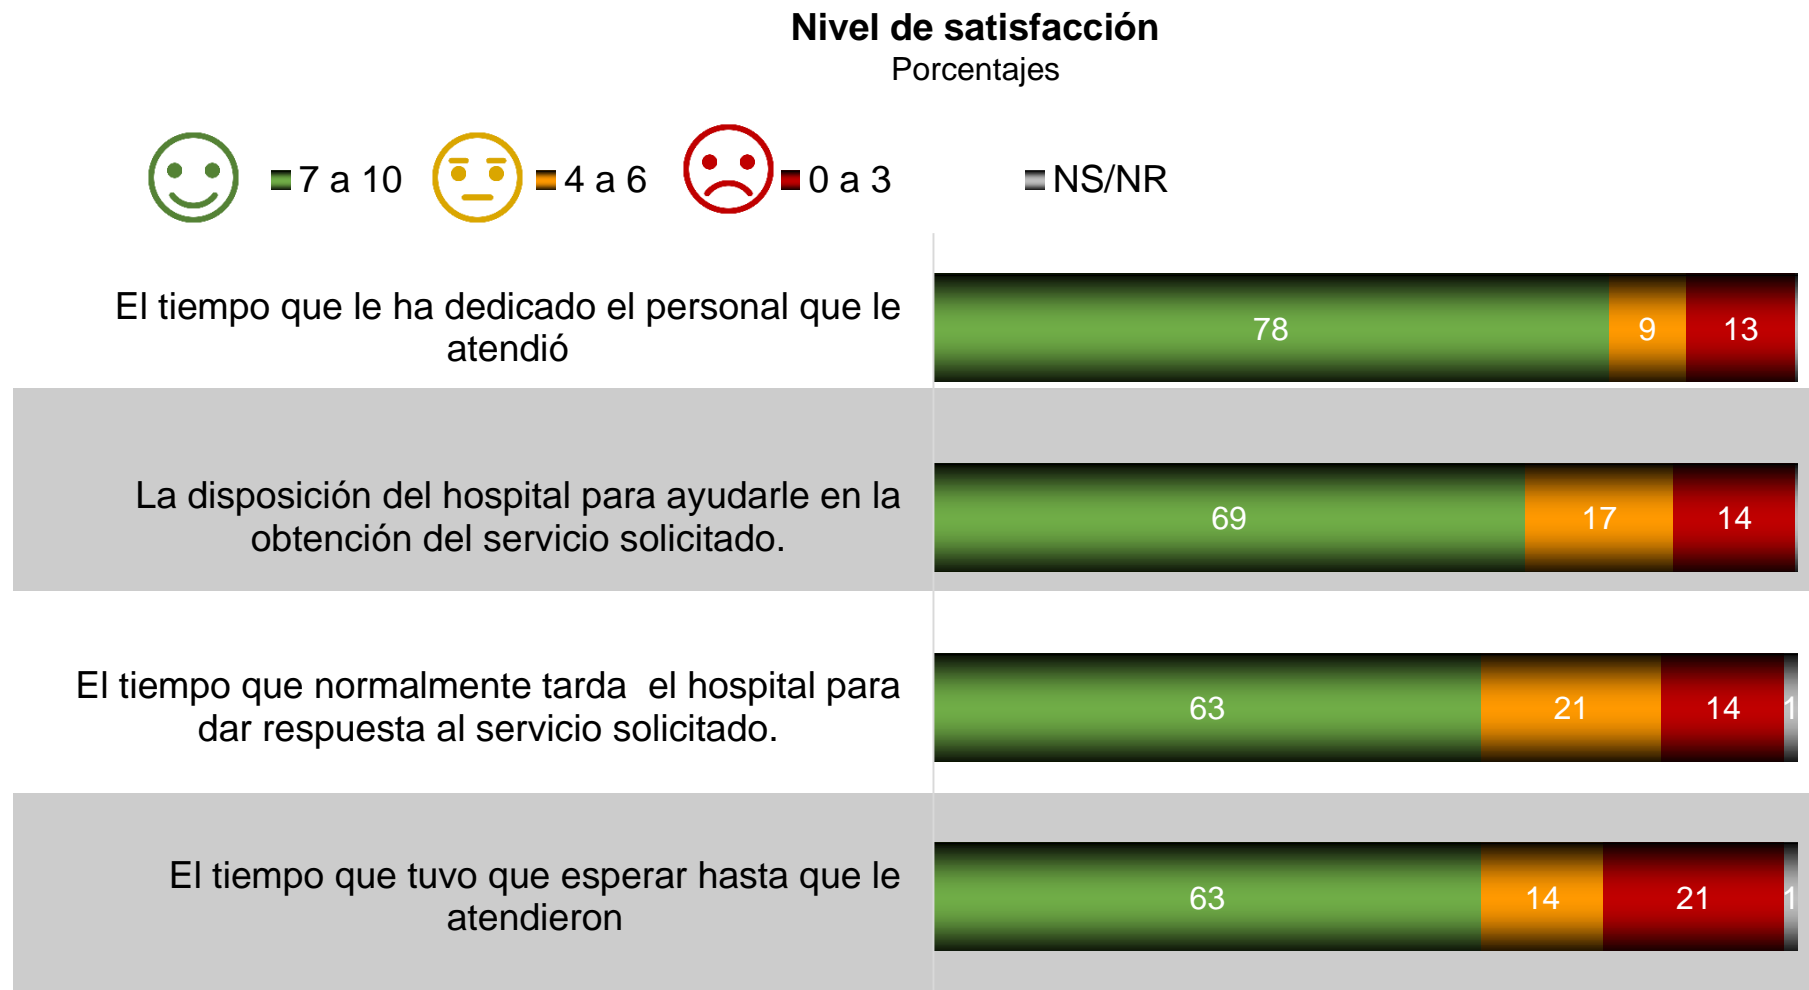 Nivel de satisfacción
Porcentajes
7 a 10 4 a 6 0 a 3 NS/NR
El tiempo que le ha dedicado el personal que le
atendió
78 9 13
La disposición del hospital para ayudarle en la
obtención del servicio solicitado.
69 17 14
El tiempo que normalmente tarda  el hospital para
dar respuesta al servicio solicitado.
63 21 14 1
El tiempo que tuvo que esperar hasta que le
atendieron
63 14 21 1